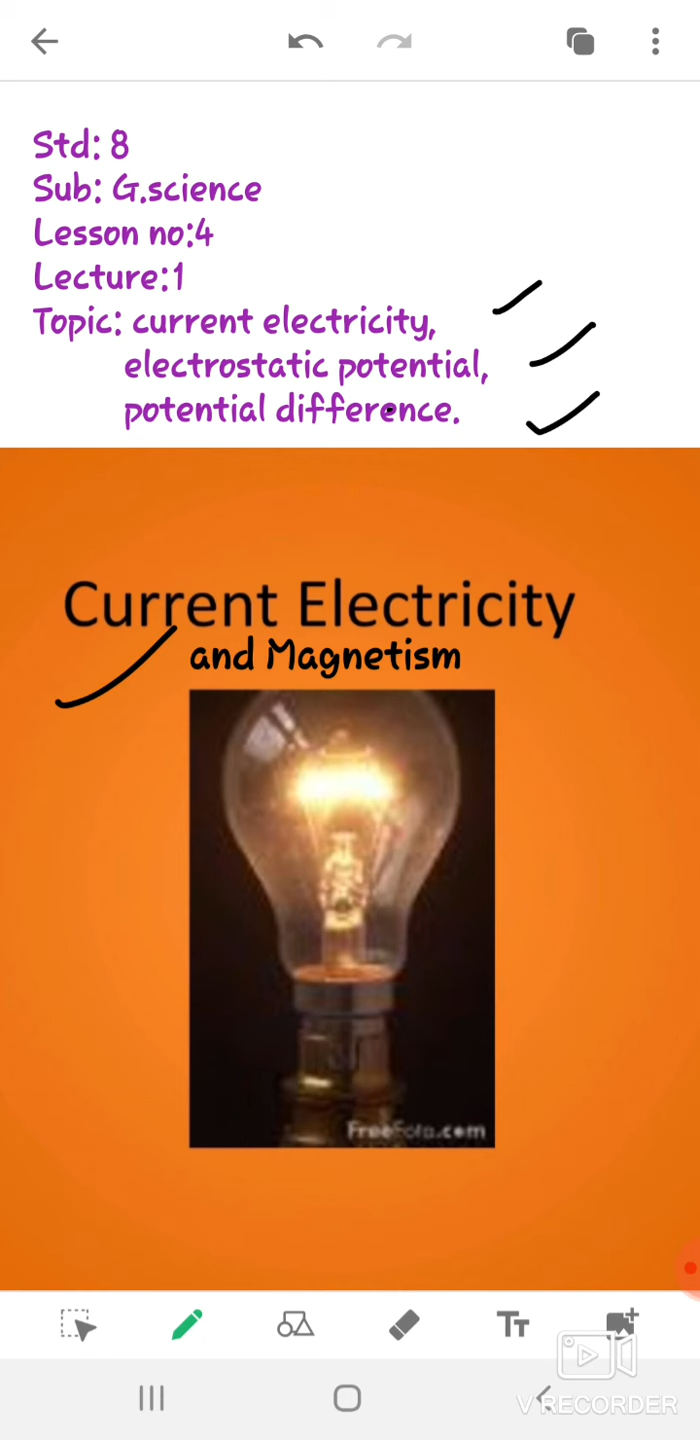 Std: 8
Sub: G.science
Lesson no:4
Lecture:1
Topic: current electricity,
electrostatic potential,
potential difference.
Current Electricity
and Magnetism
FreeFoto.com
Tт
V RECORDER